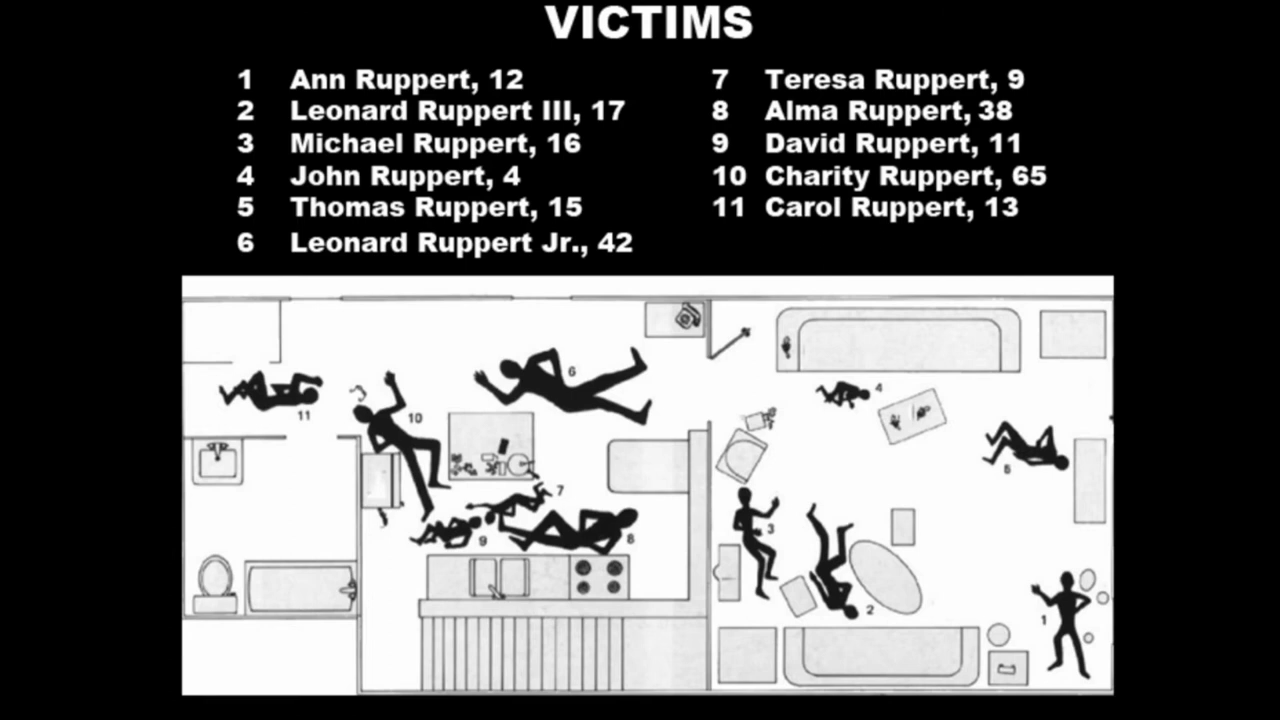 VICTIMS
1 Ann Ruppert, 12
2 Leonard Ruppert III, 17
3 Michael Ruppert, 16
4 John Ruppert, 4
5 Thomas Ruppert, 15
6 Leonard Ruppert Jr., 42
7 Teresa Ruppert, 9
8 Alma Ruppert, 38
9 David Ruppert, 11
10 Charity Ruppert, 65
11 Carol Ruppert, 13
6
4
11
10
5
7
3
9
8
2
1